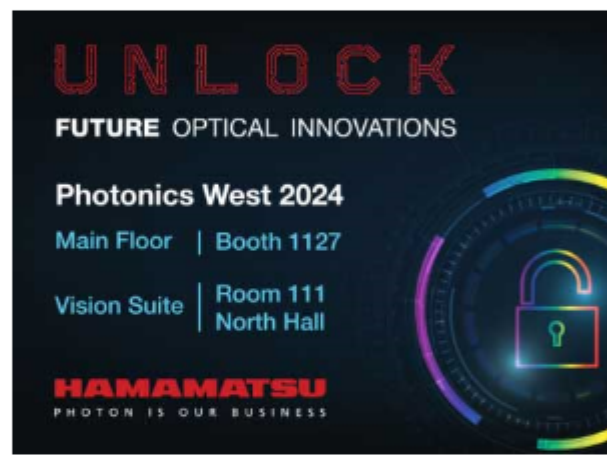 UNLOCK
FUTURE OPTICAL INNOVATIONS
Photonics West 2024
Main Floor | Booth 1127
Vision Suite | Room 111
North Hall
HAMAMATSU
PHOTON IS OUR BUSINESS